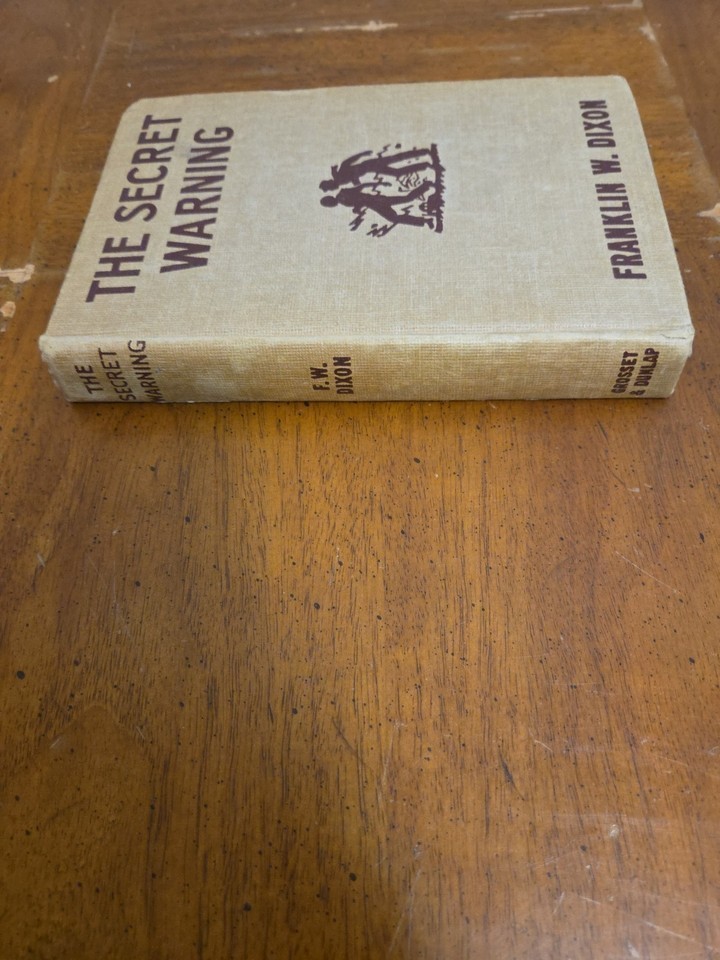 THE SECRET
WARNING
FRANKLIN W. DIXON
THE
SECRET
WARNING
F. W.
DIXON
GROSSET
& DUNLAP